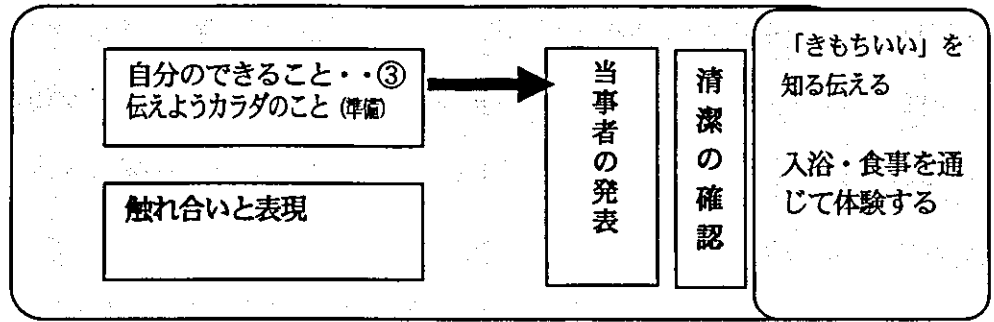 自分のできること・・③
伝えようカラダのこと (準備)
触れ合いと表現
当事者の発表
清潔の確認
「きもちいい」を
知る伝える
入浴・食事を通
じて体験する